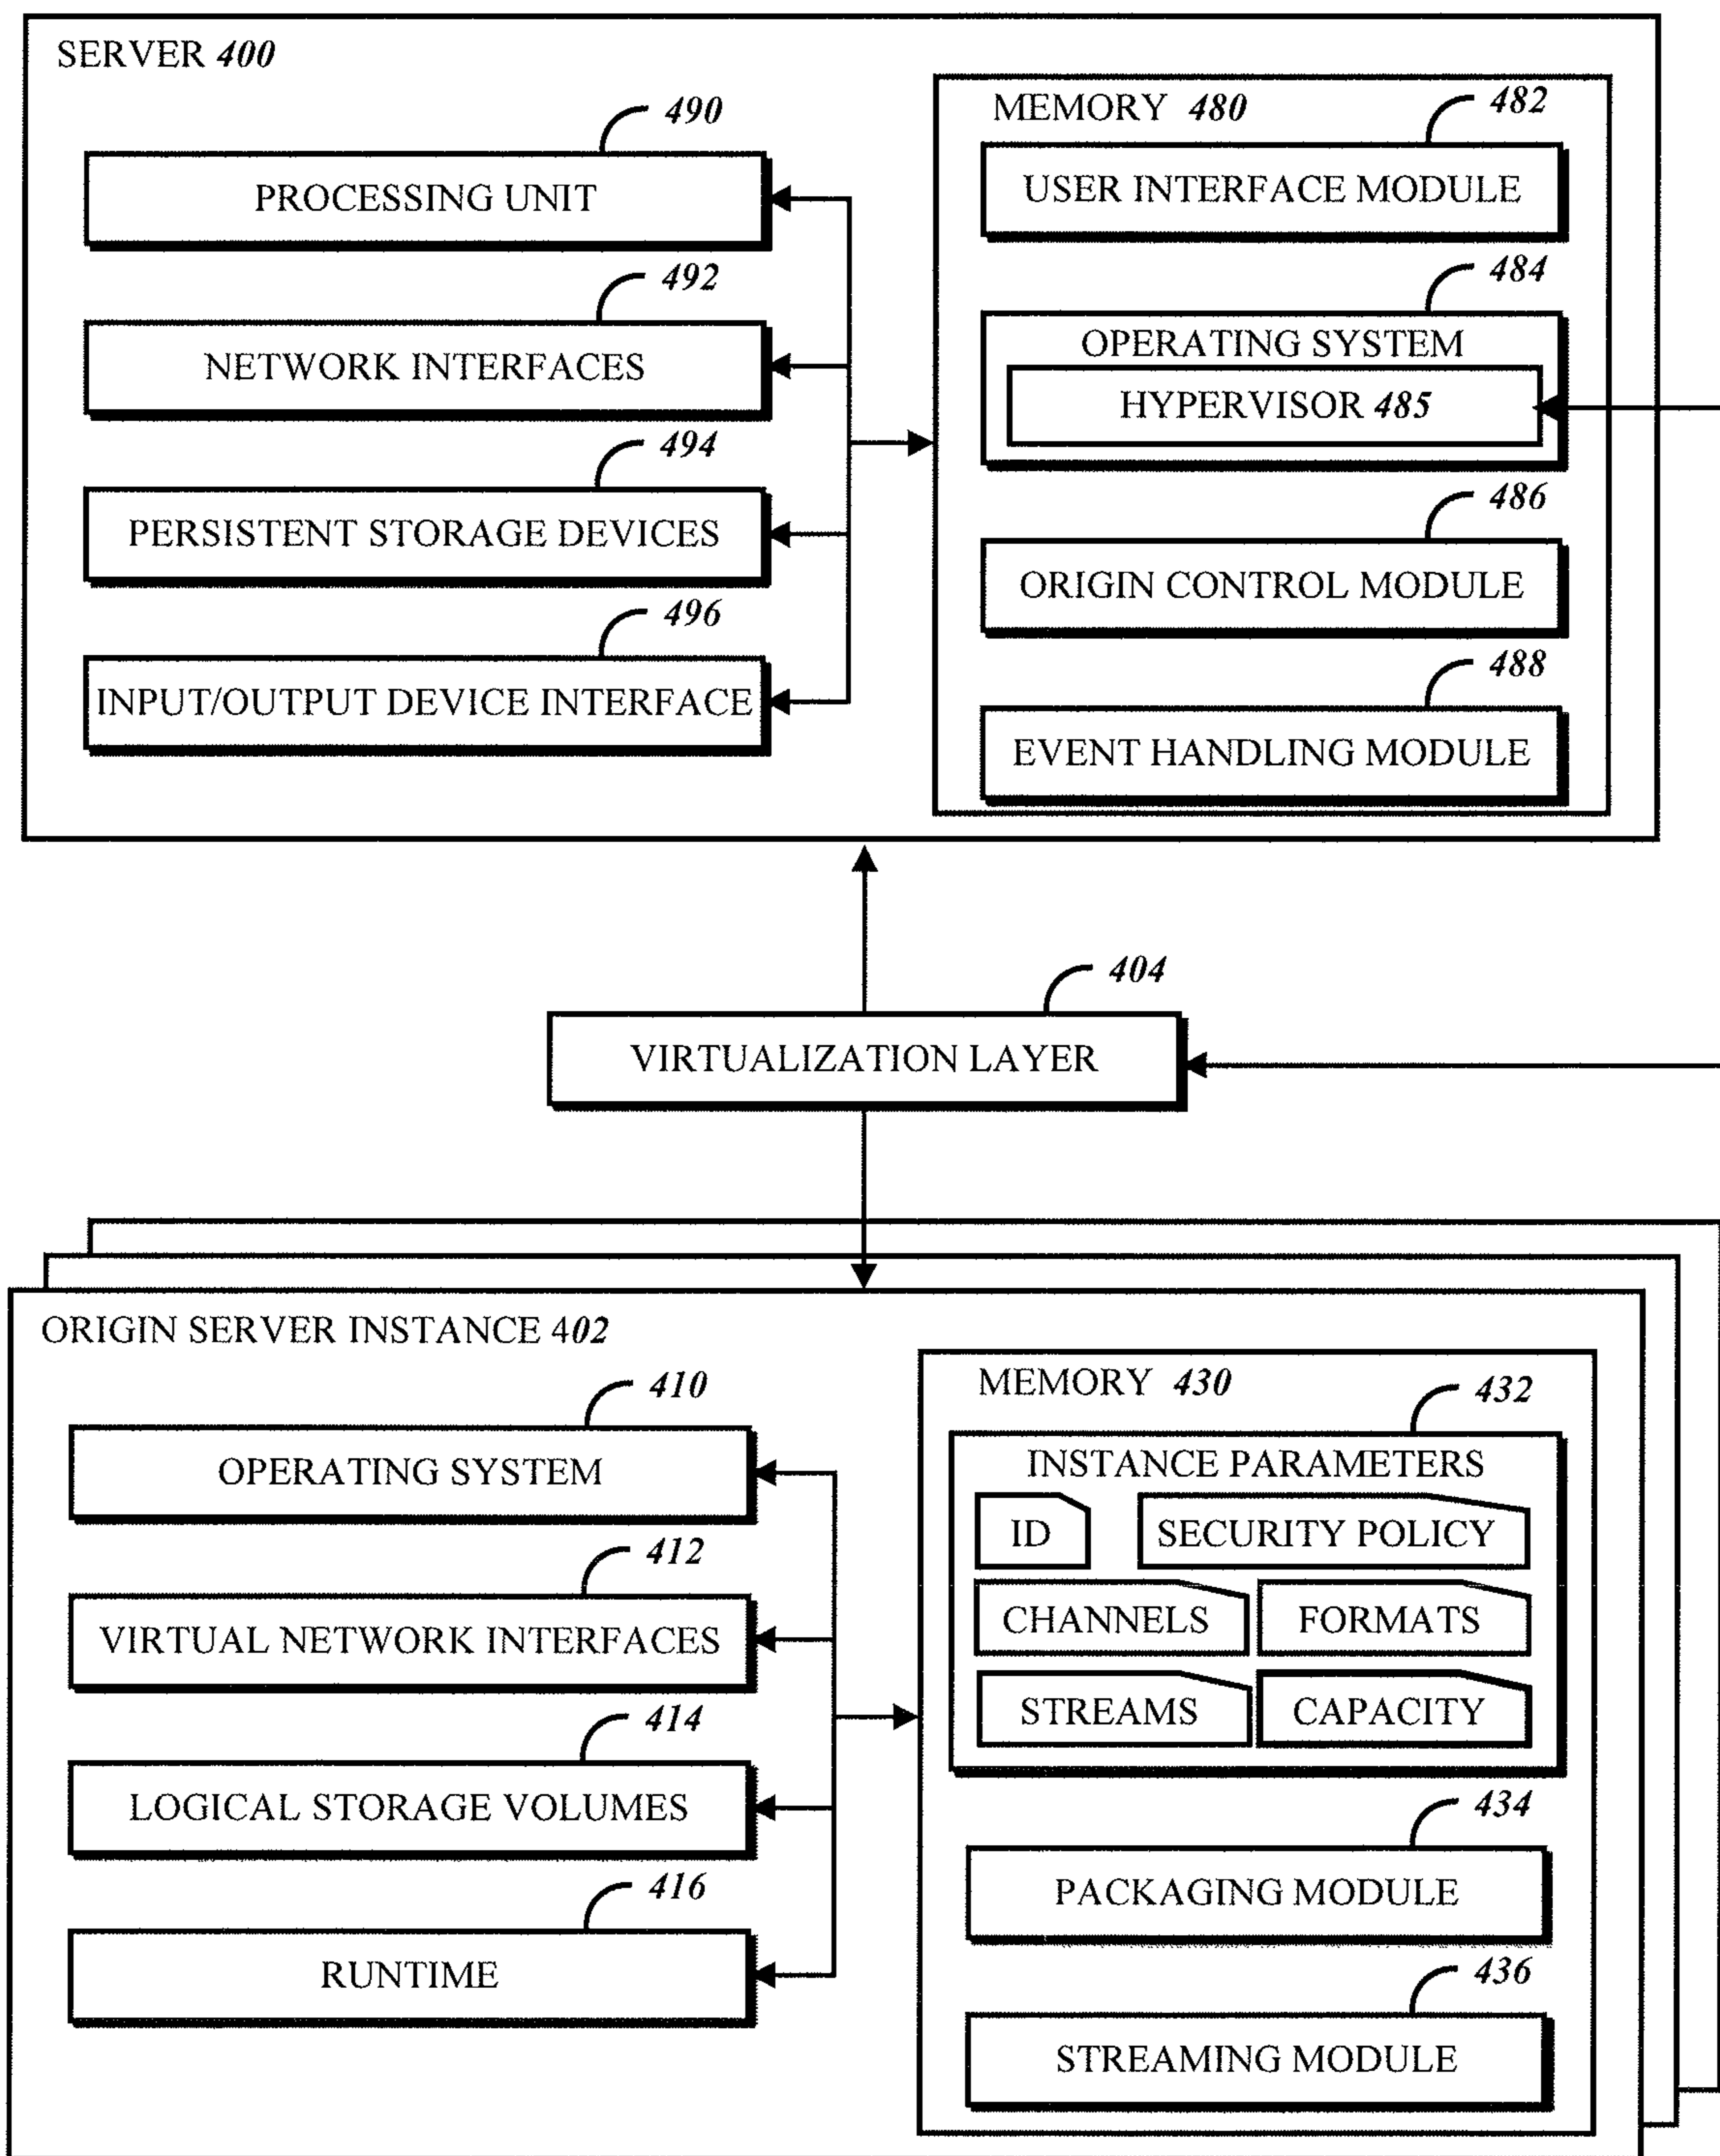 SERVER 400
490
PROCESSING UNIT
492
NETWORK INTERFACES
494
PERSISTENT STORAGE DEVICES
496
INPUT/OUTPUT DEVICE INTERFACE
MEMORY 480
482
USER INTERFACE MODULE
484
OPERATING SYSTEM
HYPERVISOR 485
486
ORIGIN CONTROL MODULE
488
EVENT HANDLING MODULE
404
VIRTUALIZATION LAYER
ORIGIN SERVER INSTANCE 402
410
OPERATING SYSTEM
412
VIRTUAL NETWORK INTERFACES
414
LOGICAL STORAGE VOLUMES
416
RUNTIME
MEMORY 430
432
INSTANCE PARAMETERS
ID
SECURITY POLICY
CHANNELS
FORMATS
STREAMS
CAPACITY
434
PACKAGING MODULE
436
STREAMING MODULE